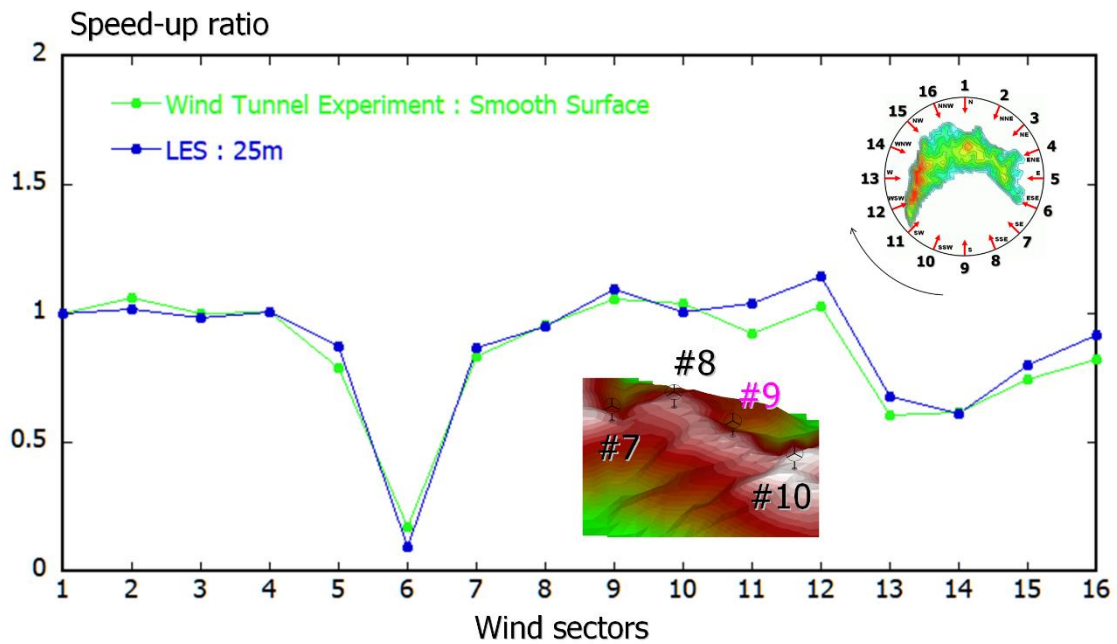 Speed-up ratio
2
1.5
1
0.5
0
Wind Tunnel Experiment : Smooth Surface
LES : 25m
1
N
2
NNE
3
NE
4
ENE
5
E
6
ESE
7
SE
8
SSE
9
S
10
SSW
11
SW
12
WSW
13
W
14
WNW
15
NW
16
NNW
#7
#8
#9
#10
1 2 3 4 5 6 7 8 9 10 11 12 13 14 15 16
Wind sectors